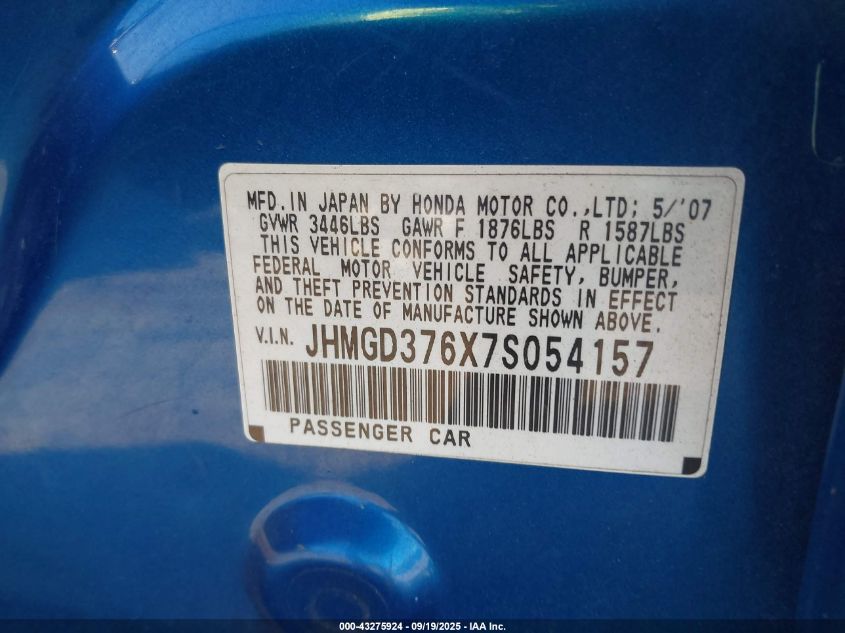 MFD.IN JAPAN BY HONDA MOTOR CO.,LTD; 5/'07
GVWR 3446LBS GAWR F 1876LBS R 1587LBS
THIS VEHICLE CONFORMS TO ALL APPLICABLE
FEDERAL MOTOR VEHICLE SAFETY, BUMPER,
AND THEFT PREVENTION STANDARDS IN EFFECT
ON THE DATE OF MANUFACTURE SHOWN ABOVE.
V.I.N. JHMGD376X7S054157
PASSENGER CAR
000-43275924 - 09/19/2025 - IAA Inc.